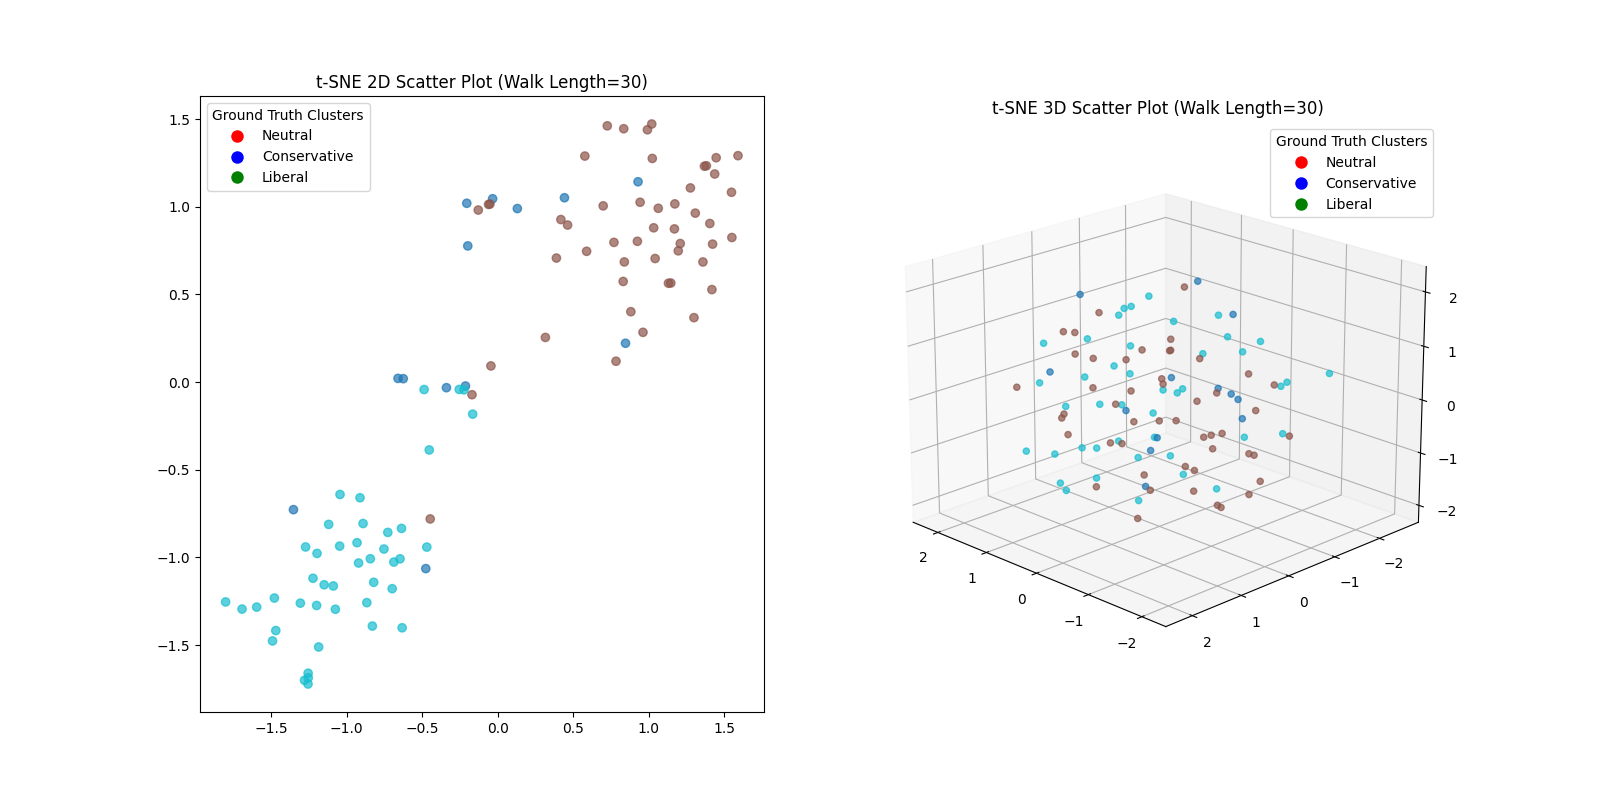 t-SNE 2D Scatter Plot (Walk Length=30)
Ground Truth Clusters
Neutral
Conservative
Liberal
1.5
1.0
0.5
0.0
−0.5
−1.0
−1.5
−1.5 −1.0 −0.5 0.0 0.5 1.0 1.5
t-SNE 3D Scatter Plot (Walk Length=30)
Ground Truth Clusters
Neutral
Conservative
Liberal
2
1
0
−1
−2
2 1 0 −1 −2
2 1 0 −1 −2